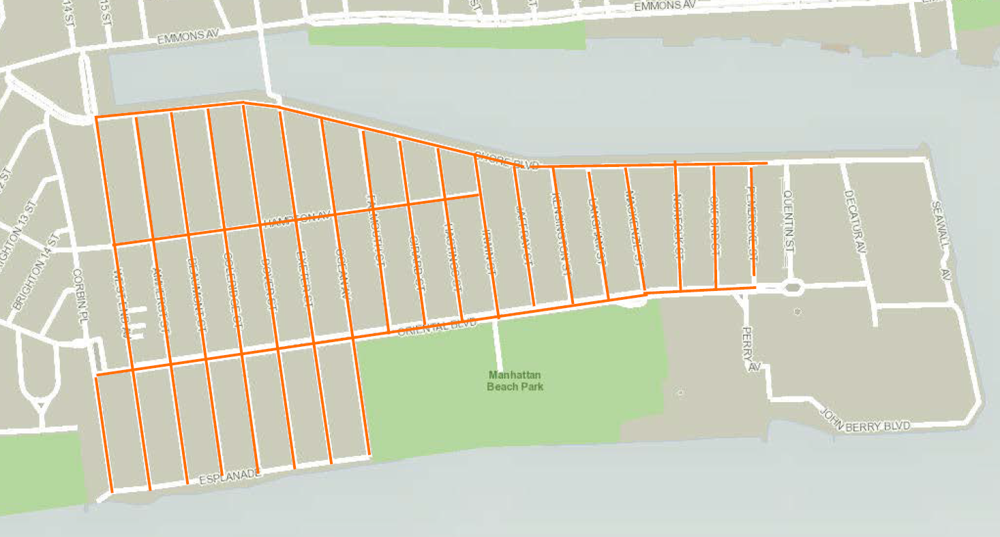 14 ST
15 ST
ST
ST
EMMONS AV
EMMONS AV
SHORE BLVD
HAMPTON AV
BRIGHTON 14 ST
CORBIN PL
WEST END AV
AMHERST ST
BEAUMONT ST
COLERIDGE ST
DOVER ST
EXETER ST
OCEAN AV
FALMOUTH ST
GIRARD ST
HASTINGS ST
IRWIN ST
JAFFRAY ST
KENSINGTON ST
LANGHAM ST
MACKENZIE ST
NORFOLK ST
OXFORD ST
PEMBROKE ST
QUENTIN ST
DECATUR AV
SEAWALL AV
ORIENTAL BLVD
PERRY AV
Manhattan
Beach Park
JOHN BERRY BLVD
ESPLANADE